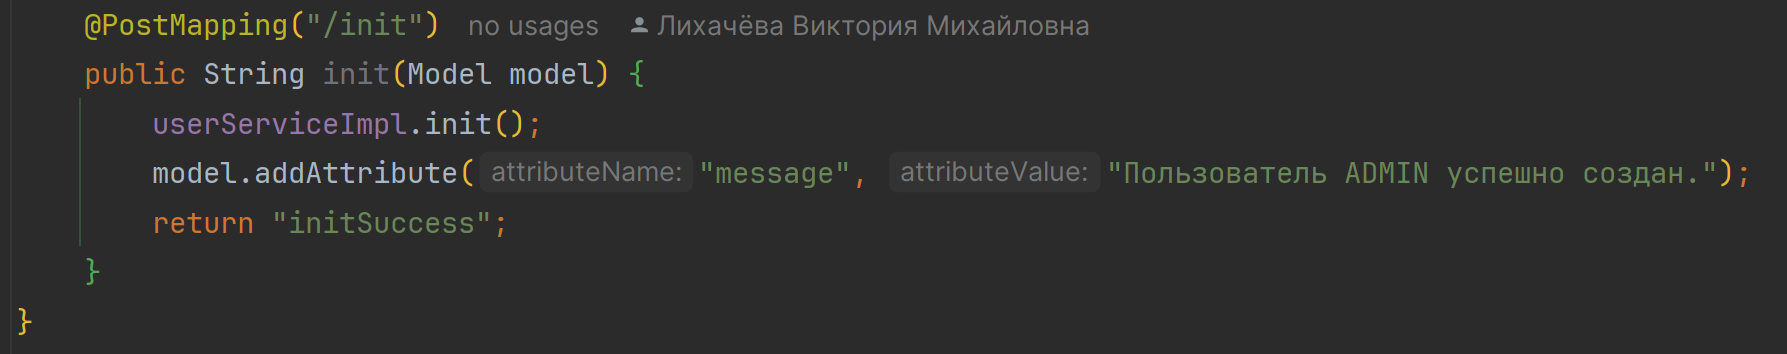 @PostMapping("/init") no usages Лихачёва Виктория Михайловна
public String init(Model model) {
userServiceImpl.init();
model.addAttribute( attributeName: "message", attributeValue: "Пользователь ADMIN успешно создан.");
return "initSuccess";
}
}